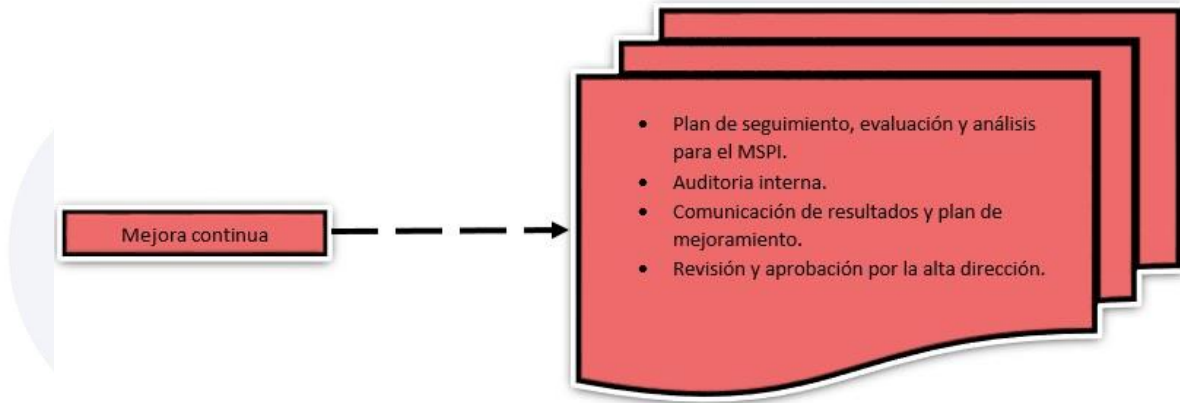 Mejora continua
• Plan de seguimiento, evaluación y análisis
para el MSPI.
• Auditoria interna.
• Comunicación de resultados y plan de
mejoramiento.
• Revisión y aprobación por la alta dirección.